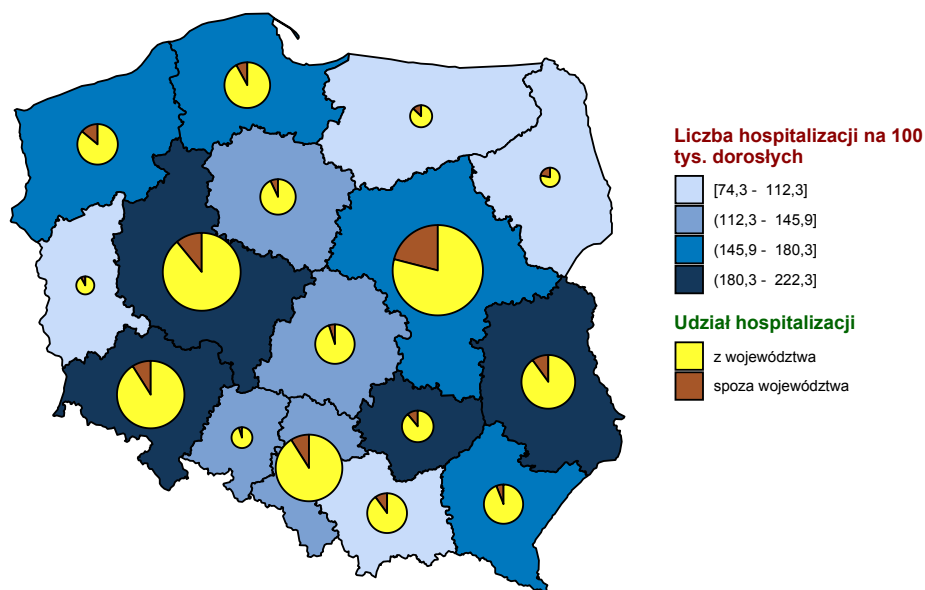 Liczba hospitalizacji na 100
tys. dorosłych
[74,3 - 112,3]
(112,3 - 145,9]
(145,9 - 180,3]
(180,3 - 222,3]
Udział hospitalizacji
z województwa
spoza województwa